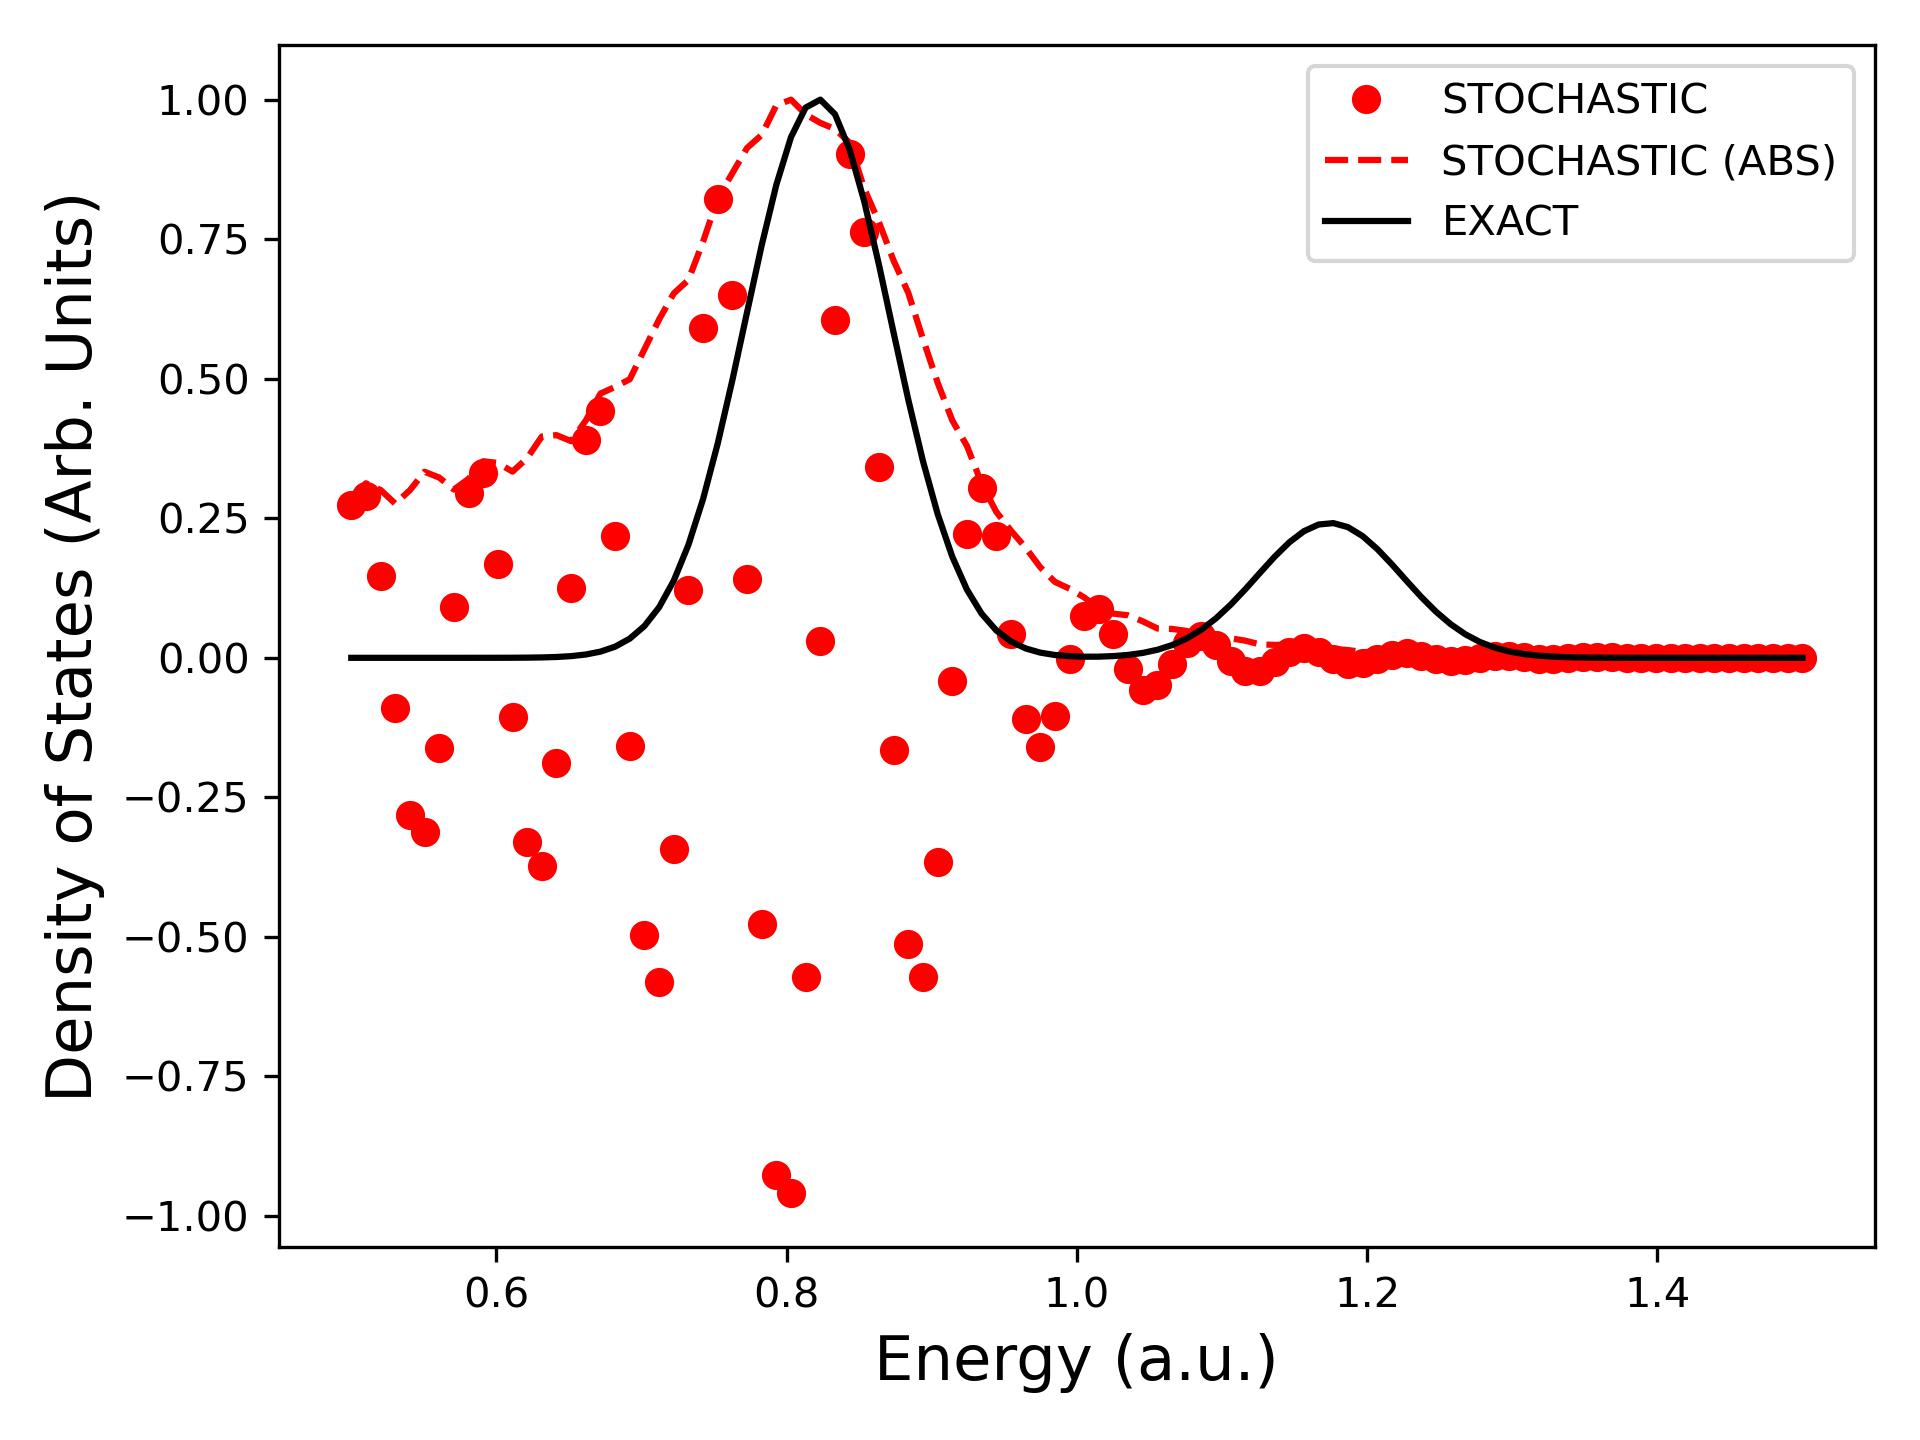 1.00
0.75
0.50
0.25
0.00
−0.25
−0.50
−0.75
−1.00
Density of States (Arb. Units)
STOCHASTIC
STOCHASTIC (ABS)
EXACT
0.6 0.8 1.0 1.2 1.4
Energy (a.u.)